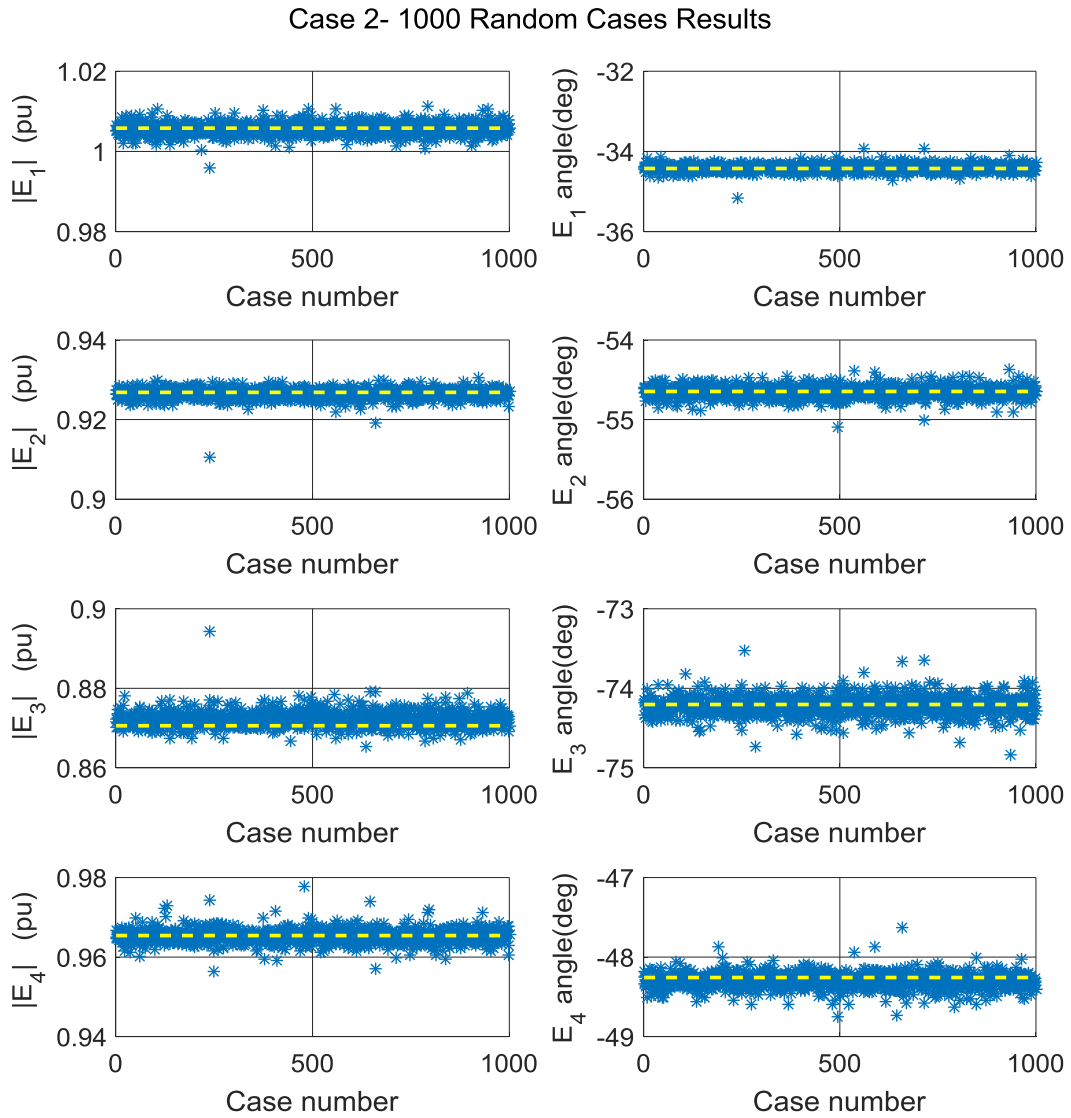 Case 2- 1000 Random Cases Results
1.02
1
0.98
|E1| (pu)
0
500
1000
Case number
-32
-34
-36
E1 angle(deg)
0
500
1000
Case number
0.94
0.92
0.9
|E2| (pu)
0
500
1000
Case number
-54
-55
-56
E2 angle(deg)
0
500
1000
Case number
0.9
0.88
0.86
|E3| (pu)
0
500
1000
Case number
-73
-74
-75
E3 angle(deg)
0
500
1000
Case number
0.98
0.96
0.94
|E4| (pu)
0
500
1000
Case number
-47
-48
-49
E4 angle(deg)
0
500
1000
Case number